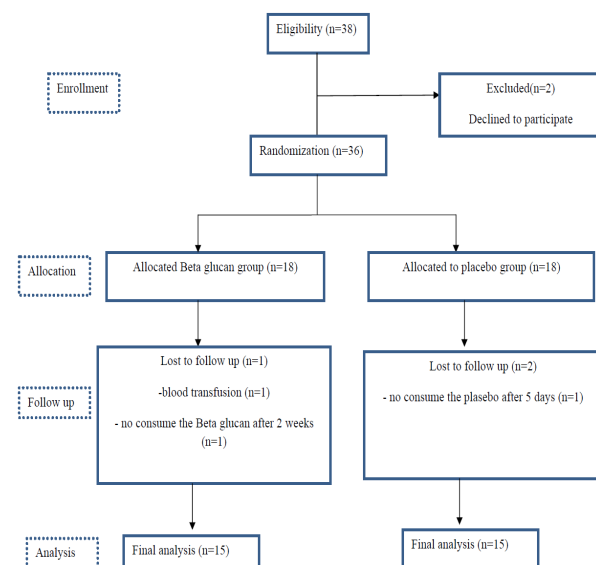 Eligibility (n=38)
Enrollment
Excluded(n=2)
Declined to participate
Randomization (n=36)
Allocation
Allocated Beta glucan group (n=18)
Allocated to placebo group (n=18)
Follow up
Lost to follow up (n=1)
-blood transfusion (n=1)
- no consume the Beta glucan after 2 weeks
(n=1)
Lost to follow up (n=2)
- no consume the plasebo after 5 days (n=1)
Analysis
Final analysis (n=15)
Final analysis (n=15)